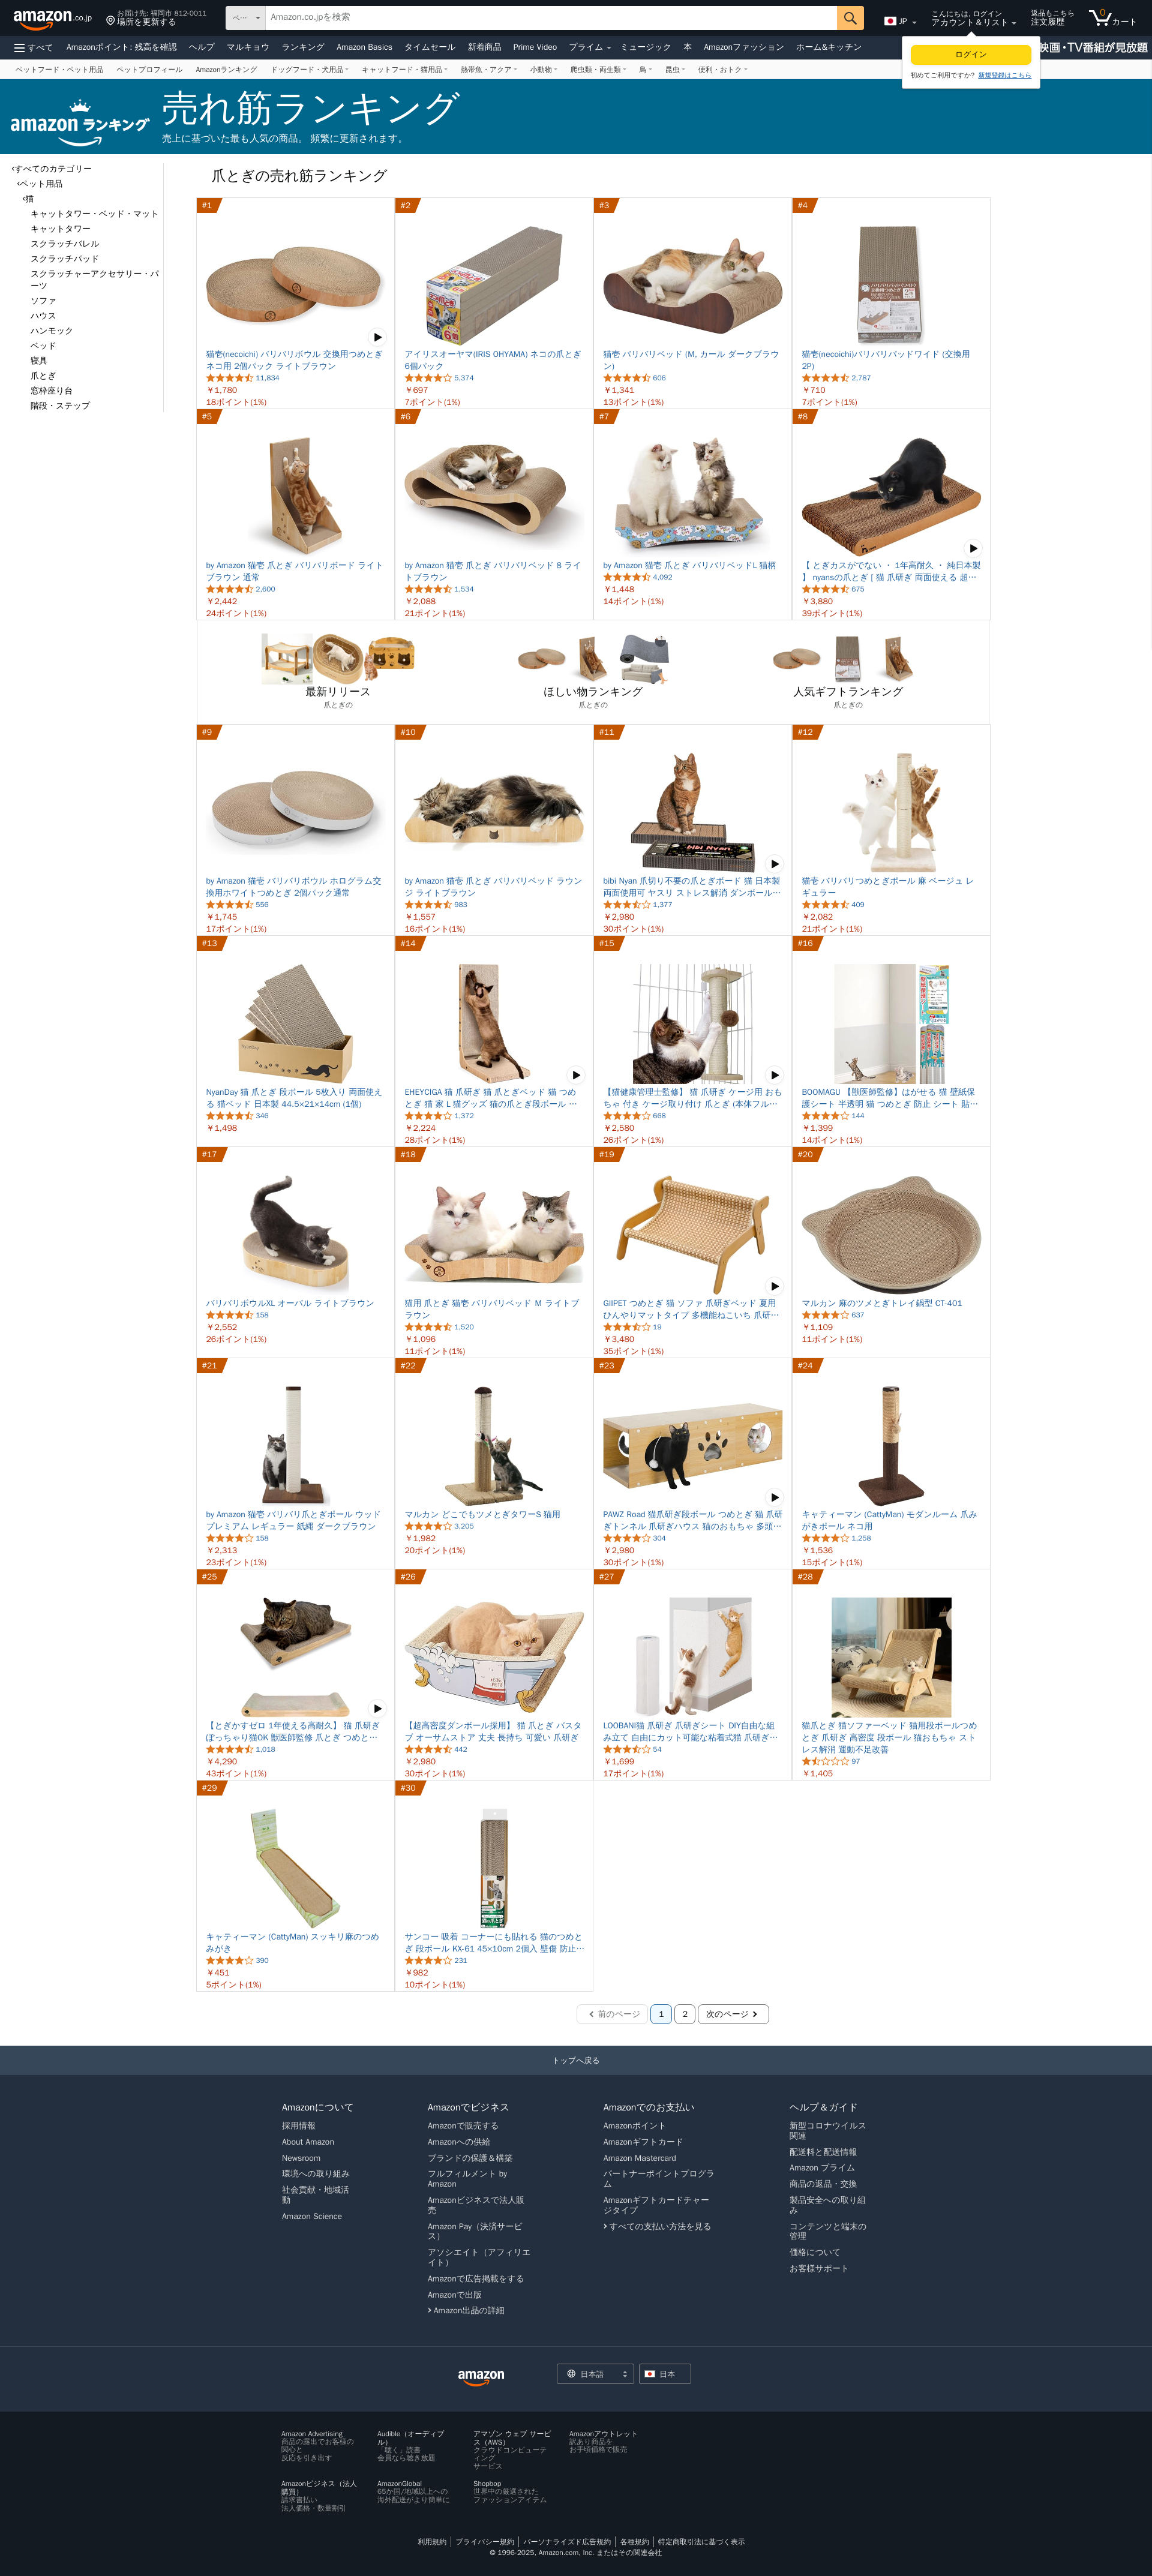 amazon.co.jp
お届け先: 福岡市 812-0011
場所を更新する
ペ…
Amazon.co.jpを検索
JP
こんにちは, ログイン
アカウント＆リスト
返品もこちら
注文履歴
0
カート
すべて
Amazonポイント: 残高を確認
ヘルプ
マルキョウ
ランキング
Amazon Basics
タイムセール
新着商品
Prime Video
プライム
ミュージック
本
Amazonファッション
ホーム&キッチン
映画・TV番組が見放題
ログイン
初めてご利用ですか? 新規登録はこちら
ペットフード・ペット用品
ペットプロフィール
Amazonランキング
ドッグフード・犬用品
キャットフード・猫用品
熱帯魚・アクア
小動物
爬虫類・両生類
鳥
昆虫
便利・おトク
amazon ランキング
売れ筋ランキング
売上に基づいた最も人気の商品。 頻繁に更新されます。
‹すべてのカテゴリー
‹ペット用品
‹猫
キャットタワー・ベッド・マット
キャットタワー
スクラッチバレル
スクラッチパッド
スクラッチャーアクセサリー・パ
ーツ
ソファ
ハウス
ハンモック
ベッド
寝具
爪とぎ
窓枠座り台
階段・ステップ
爪とぎの売れ筋ランキング
#1
猫壱(necoichi) バリバリボウル 交換用つめとぎ
ネコ用 2個パック ライトブラウン
11,834
￥1,780
18ポイント(1%)
#2
アイリスオーヤマ(IRIS OHYAMA) ネコの爪とぎ
6個パック
5,374
￥697
7ポイント(1%)
#3
猫壱 バリバリベッド (M, カール ダークブラウ
ン)
606
￥1,341
13ポイント(1%)
#4
猫壱(necoichi)バリバリパッドワイド (交換用
2P)
2,787
￥710
7ポイント(1%)
#5
by Amazon 猫壱 爪とぎ バリバリボード ライト
ブラウン 通常
2,600
￥2,442
24ポイント(1%)
#6
by Amazon 猫壱 爪とぎ バリバリベッド 8 ライ
トブラウン
1,534
￥2,088
21ポイント(1%)
#7
by Amazon 猫壱 爪とぎ バリバリベッドL 猫柄
4,092
￥1,448
14ポイント(1%)
#8
【 とぎカスがでない ・ 1年高耐久 ・ 純日本製
】 nyansの爪とぎ [ 猫 爪研ぎ 両面使える 超…
675
￥3,880
39ポイント(1%)
最新リリース
爪とぎの
ほしい物ランキング
爪とぎの
人気ギフトランキング
爪とぎの
#9
by Amazon 猫壱 バリバリボウル ホログラム交
換用ホワイトつめとぎ 2個パック通常
556
￥1,745
17ポイント(1%)
#10
by Amazon 猫壱 爪とぎ バリバリベッド ラウン
ジ ライトブラウン
983
￥1,557
16ポイント(1%)
#11
bibi Nyan
bibi Nyan 爪切り不要の爪とぎボード 猫 日本製
両面使用可 ヤスリ ストレス解消 ダンボール…
1,377
￥2,980
30ポイント(1%)
#12
猫壱 バリバリつめとぎポール 麻 ベージュ レ
ギュラー
409
￥2,082
21ポイント(1%)
#13
NyanDay 猫 爪とぎ 段ボール 5枚入り 両面使え
る 猫ベッド 日本製 44.5×21×14cm (1個)
346
￥1,498
#14
EHEYCIGA 猫 爪研ぎ 猫 爪とぎベッド 猫 つめ
とぎ 猫 家 L 猫グッズ 猫の爪とぎ段ボール …
1,372
￥2,224
28ポイント(1%)
#15
【猫健康管理士監修】 猫 爪研ぎ ケージ用 おも
ちゃ 付き ケージ取り付け 爪とぎ (本体フル…
668
￥2,580
26ポイント(1%)
#16
BOOMAGU 【獣医師監修】はがせる 猫 壁紙保
護シート 半透明 猫 つめとぎ 防止 シート 貼…
144
￥1,399
14ポイント(1%)
#17
バリバリボウルXL オーバル ライトブラウン
158
￥2,552
26ポイント(1%)
#18
猫用 爪とぎ 猫壱 バリバリベッド M ライトブ
ラウン
1,520
￥1,096
11ポイント(1%)
#19
GIIPET つめとぎ 猫 ソファ 爪研ぎベッド 夏用
ひんやりマットタイプ 多機能ねこいち 爪研…
19
￥3,480
35ポイント(1%)
#20
マルカン 麻のツメとぎトレイ鍋型 CT-401
637
￥1,109
11ポイント(1%)
#21
by Amazon 猫壱 バリバリ爪とぎポール ウッド
プレミアム レギュラー 紙縄 ダークブラウン
158
￥2,313
23ポイント(1%)
#22
マルカン どこでもツメとぎタワーS 猫用
3,205
￥1,982
20ポイント(1%)
#23
PAWZ Road 猫爪研ぎ段ボール つめとぎ 猫 爪研
ぎトンネル 爪研ぎハウス 猫のおもちゃ 多頭…
304
￥2,980
30ポイント(1%)
#24
キャティーマン (CattyMan) モダンルーム 爪み
がきポール ネコ用
1,258
￥1,536
15ポイント(1%)
#25
【とぎかすゼロ 1年使える高耐久】 猫 爪研ぎ
ぽっちゃり猫OK 獣医師監修 爪とぎ つめと…
1,018
￥4,290
43ポイント(1%)
#26
【超高密度ダンボール採用】 猫 爪とぎ バスタ
ブ オーサムストア 丈夫 長持ち 可愛い 爪研ぎ
442
￥2,980
30ポイント(1%)
#27
LOOBANI猫 爪研ぎ 爪研ぎシート DIY自由な組
み立て 自由にカット可能な粘着式猫 爪研ぎ…
54
￥1,699
17ポイント(1%)
#28
猫爪とぎ 猫ソファーベッド 猫用段ボールつめ
とぎ 爪研ぎ 高密度 段ボール 猫おもちゃ スト
レス解消 運動不足改善
97
￥1,405
#29
キャティーマン (CattyMan) スッキリ麻のつめ
みがき
390
￥451
5ポイント(1%)
#30
サンコー 吸着 コーナーにも貼れる 猫のつめと
ぎ 段ボール KX-61 45×10cm 2個入 壁傷 防止…
231
￥982
10ポイント(1%)
前のページ
1
2
次のページ
トップへ戻る
Amazonについて
採用情報
About Amazon
Newsroom
環境への取り組み
社会貢献・地域活
動
Amazon Science
Amazonでビジネス
Amazonで販売する
Amazonへの供給
ブランドの保護＆構築
フルフィルメント by
Amazon
Amazonビジネスで法人販
売
Amazon Pay（決済サービ
ス）
アソシエイト（アフィリエ
イト）
Amazonで広告掲載をする
Amazonで出版
› Amazon出品の詳細
Amazonでのお支払い
Amazonポイント
Amazonギフトカード
Amazon Mastercard
パートナーポイントプログラ
ム
Amazonギフトカードチャー
ジタイプ
› すべての支払い方法を見る
ヘルプ＆ガイド
新型コロナウイルス
関連
配送料と配送情報
Amazon プライム
商品の返品・交換
製品安全への取り組
み
コンテンツと端末の
管理
価格について
お客様サポート
amazon
日本語
日本
Amazon Advertising
商品の露出でお客様の
関心と
反応を引き出す
Audible（オーディブ
ル）
「聴く」読書
会員なら聴き放題
アマゾン ウェブ サービ
ス（AWS）
クラウドコンピューテ
ィング
サービス
Amazonアウトレット
訳あり商品を
お手頃価格で販売
Amazonビジネス（法人
購買）
請求書払い
法人価格・数量割引
AmazonGlobal
65か国/地域以上への
海外配送がより簡単に
Shopbop
世界中の厳選された
ファッションアイテム
利用規約
プライバシー規約
パーソナライズド広告規約
各種規約
特定商取引法に基づく表示
© 1996-2025, Amazon.com, Inc. またはその関連会社